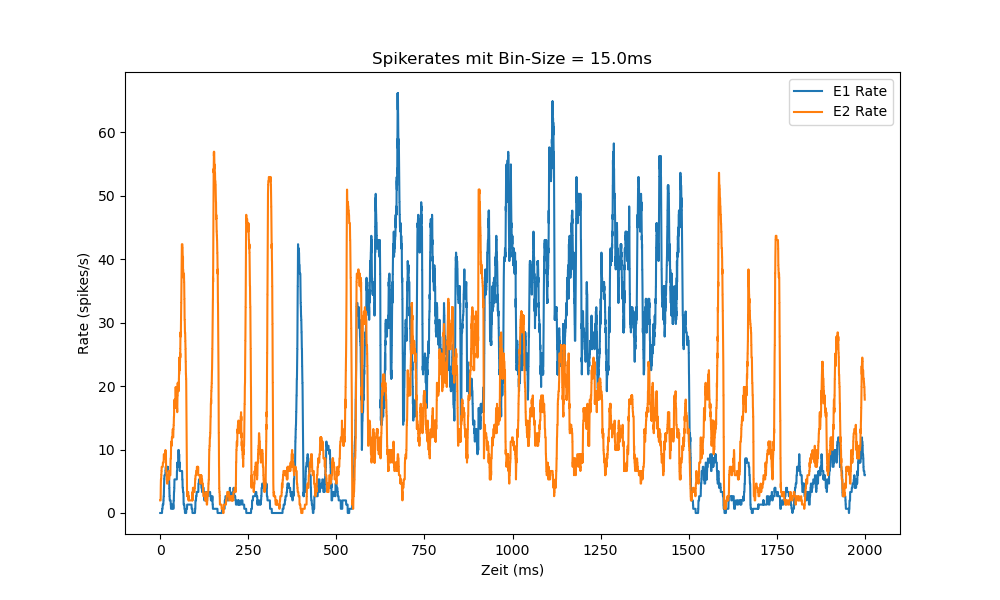 Spikerates mit Bin-Size = 15.0ms
E1 Rate
E2 Rate
Rate (spikes/s)
60
50
40
30
20
10
0
0 250 500 750 1000 1250 1500 1750 2000
Zeit (ms)